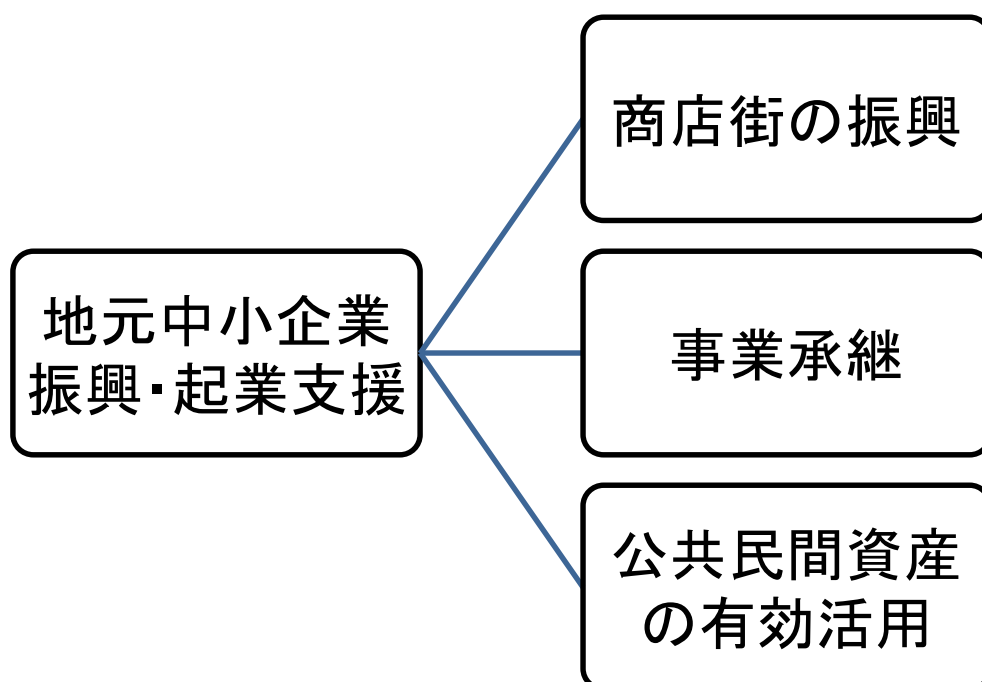 商店街の振興
地元中小企業
振興・起業支援
事業承継
公共民間資産
の有効活用